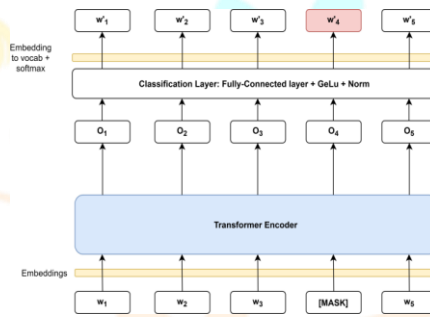 w'₁ w'₂ w'₃ w'₄ w'₅
Embedding
to vocab +
softmax
Classification Layer: Fully-Connected layer + GeLu + Norm
O₁ O₂ O₃ O₄ O₅
Transformer Encoder
Embeddings
w₁ w₂ w₃ [MASK] w₅